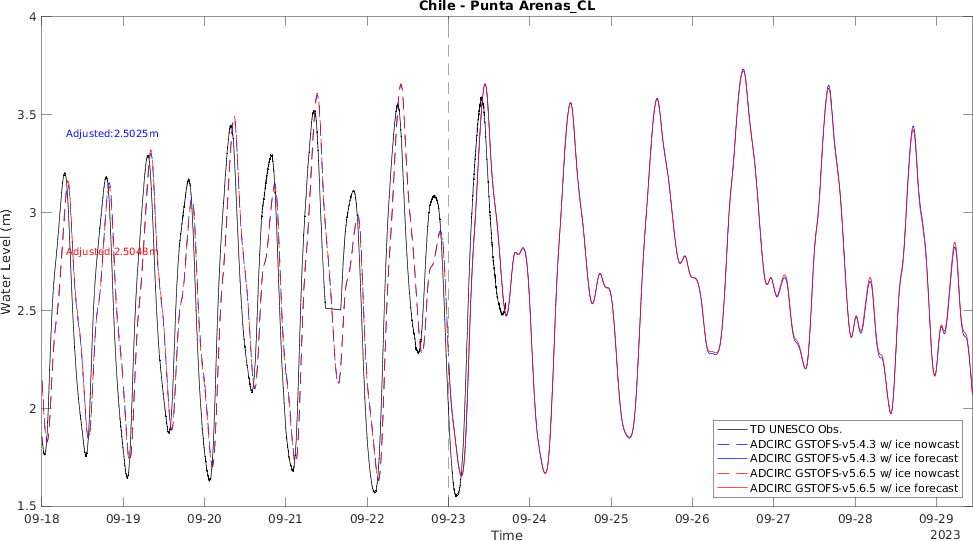 Chile - Punta Arenas_CL
4
3.5
3
2.5
2
1.5
Water Level (m)
Adjusted:2.5025m
Adjusted:2.5048m
TD UNESCO Obs.
ADCIRC GSTOFS-v5.4.3 w/ ice nowcast
ADCIRC GSTOFS-v5.4.3 w/ ice forecast
ADCIRC GSTOFS-v5.6.5 w/ ice nowcast
ADCIRC GSTOFS-v5.6.5 w/ ice forecast
09-18 09-19 09-20 09-21 09-22 09-23 09-24 09-25 09-26 09-27 09-28 09-29
Time
2023